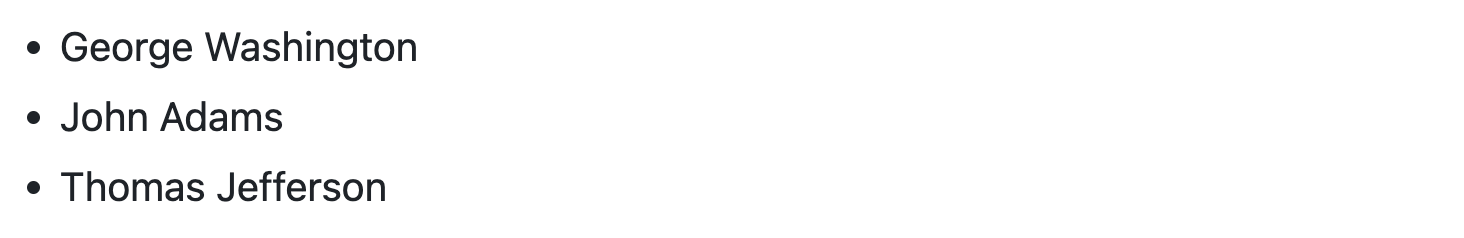 • George Washington
• John Adams
• Thomas Jefferson